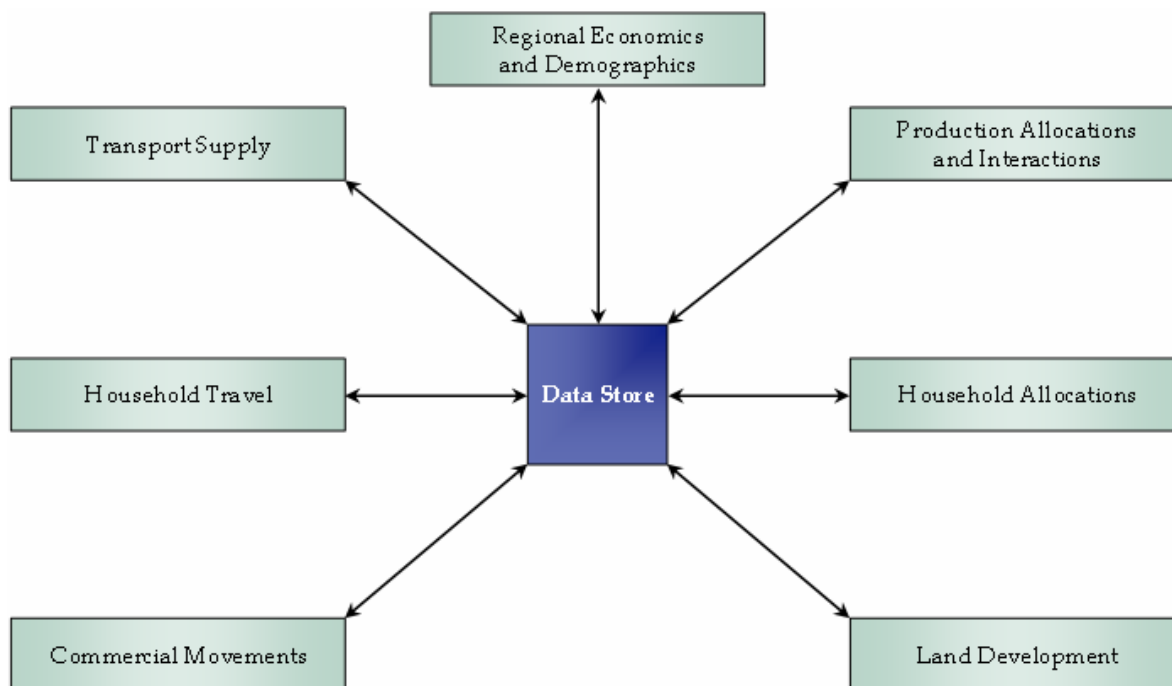 Regional Economics
and Demographics
Transport Supply
Production Allocations
and Interactions
Household Travel
Data Store
Household Allocations
Commercial Movements
Land Development